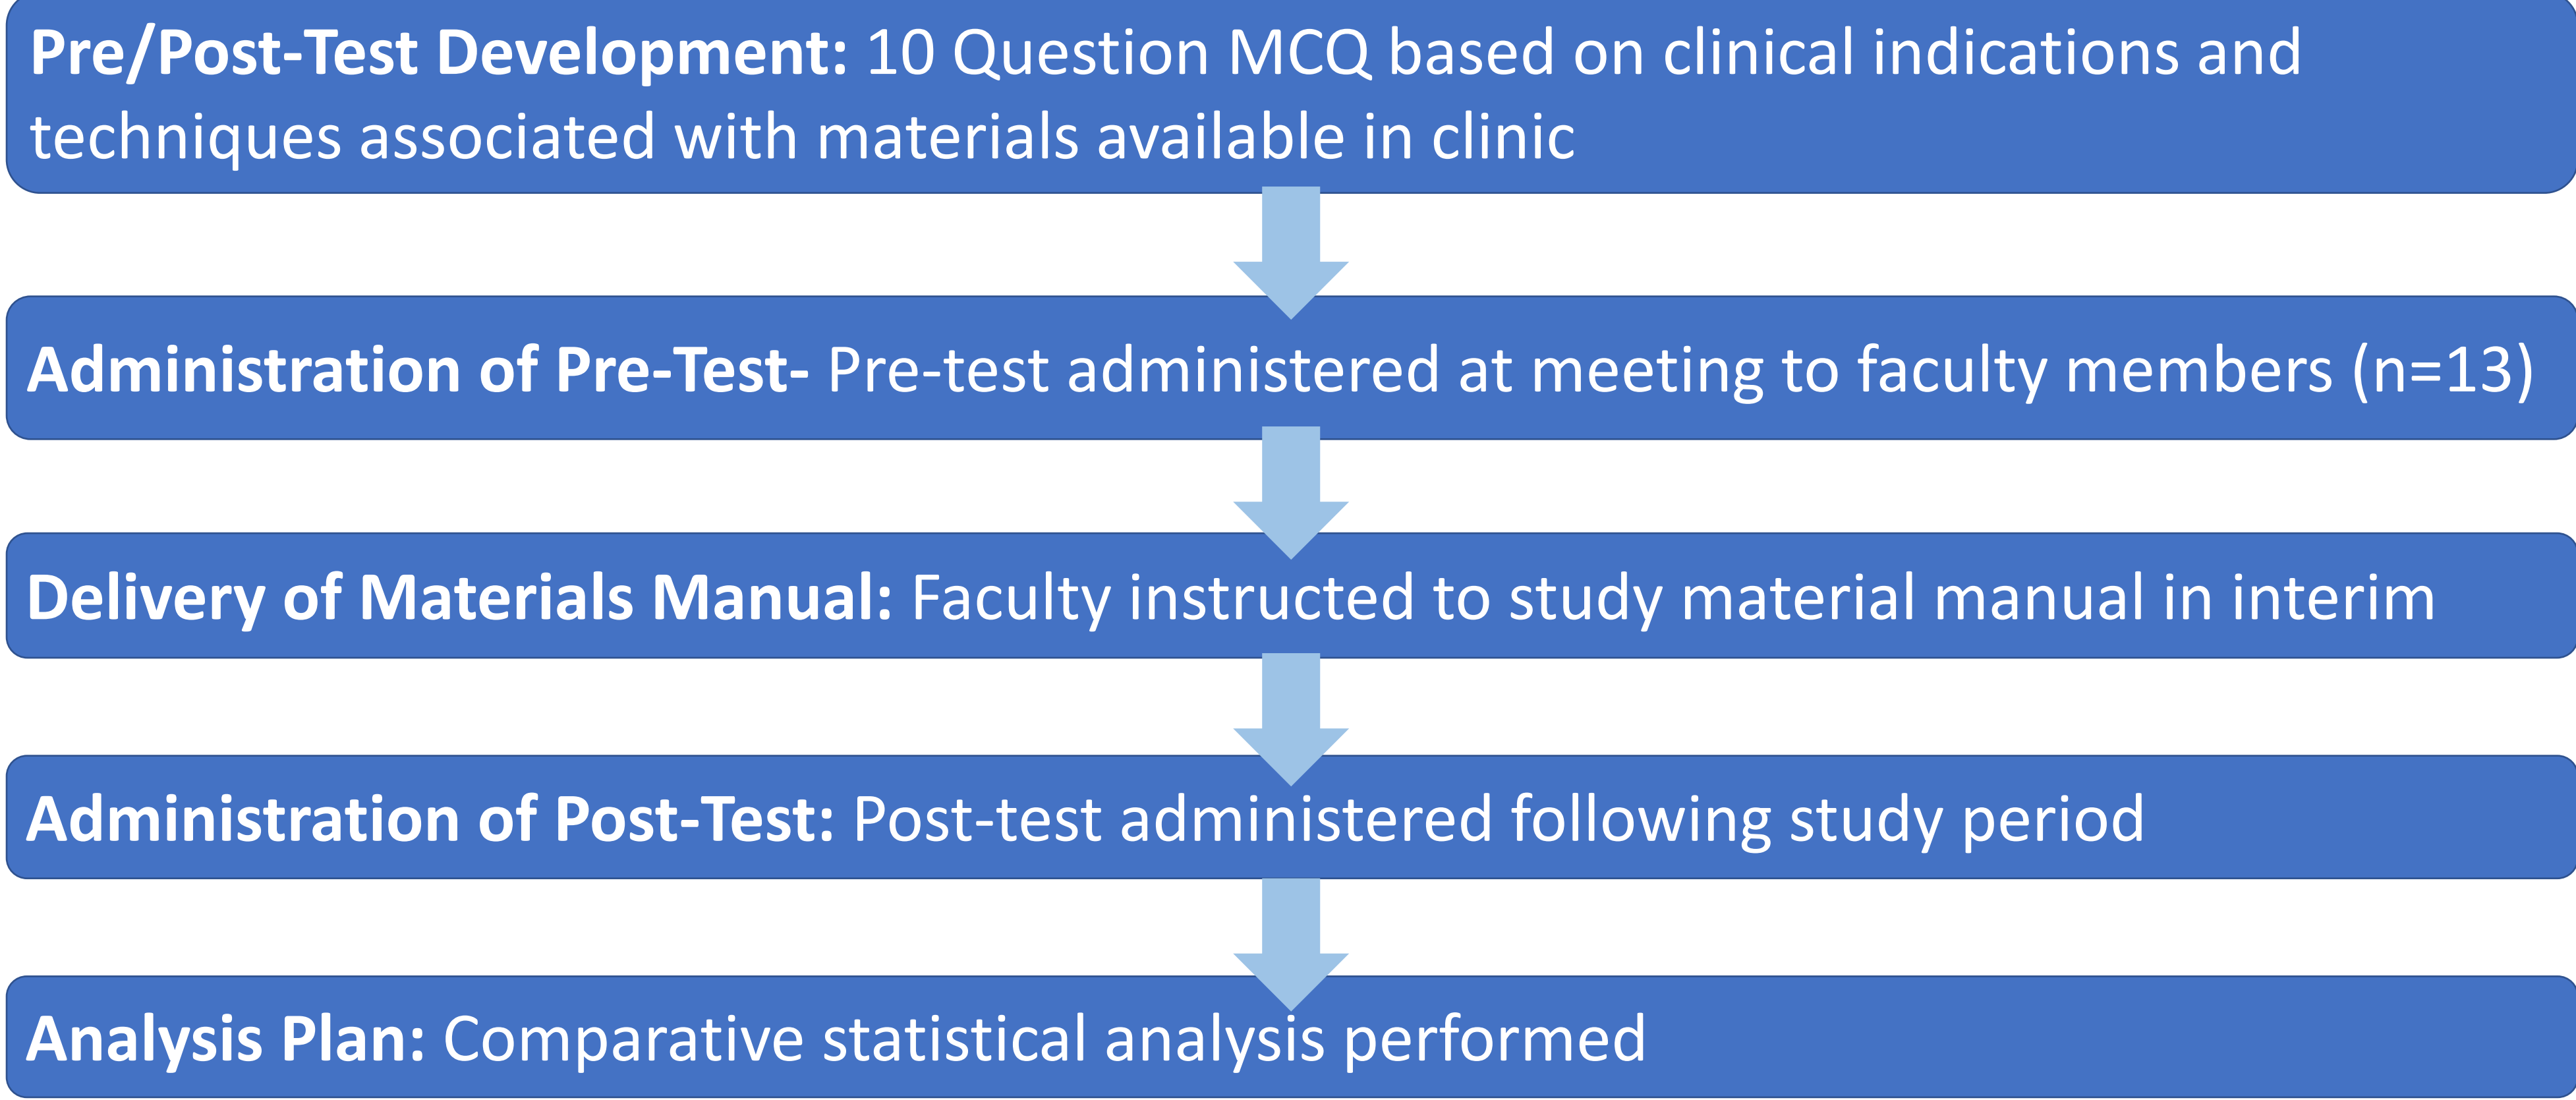 Pre/Post-Test Development: 10 Question MCQ based on clinical indications and
techniques associated with materials available in clinic
Administration of Pre-Test- Pre-test administered at meeting to faculty members (n=13)
Delivery of Materials Manual: Faculty instructed to study material manual in interim
Administration of Post-Test: Post-test administered following study period
Analysis Plan: Comparative statistical analysis performed